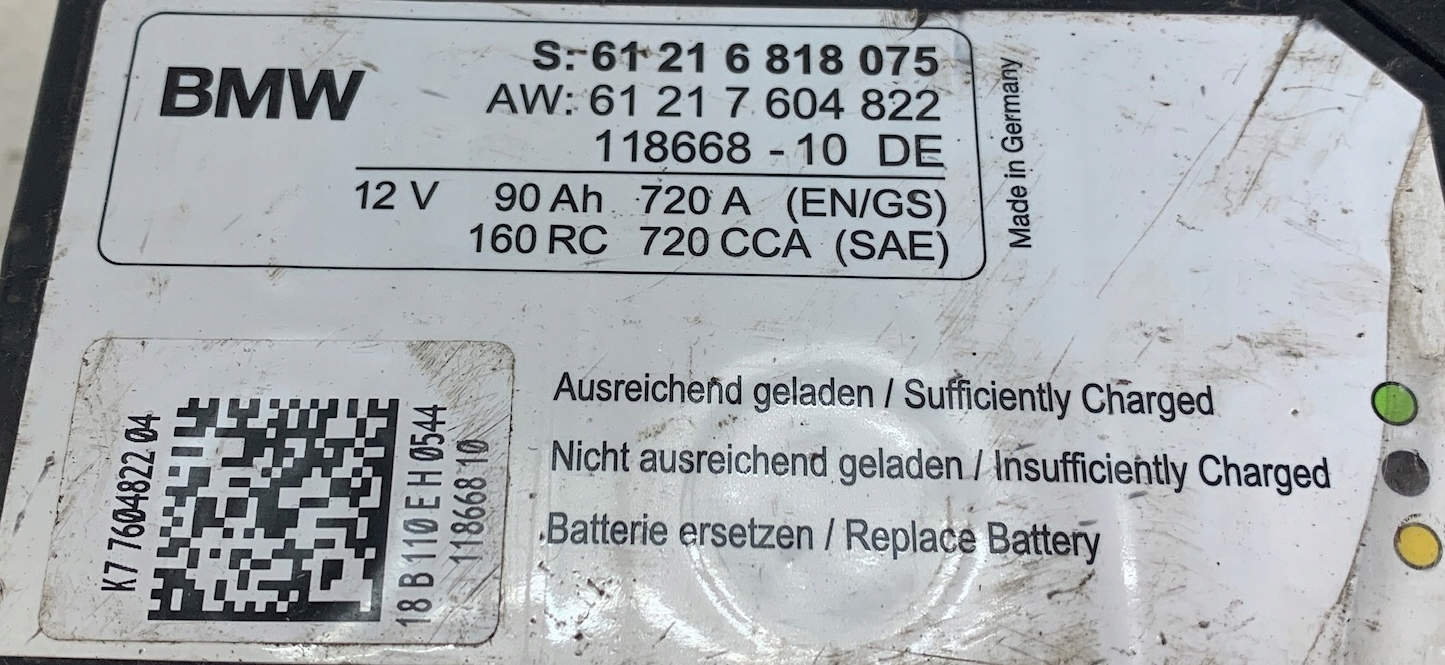 BMW
S: 61 21 6 818 075
AW: 61 21 7 604 822
118668 - 10 DE
12 V 90 Ah 720 A (EN/GS)
160 RC 720 CCA (SAE)
Made in Germany
K7 7604822 04
18 B 110 E H 0544
118668 10
Ausreichend geladen / Sufficiently Charged
Nicht ausreichend geladen / Insufficiently Charged
Batterie ersetzen / Replace Battery